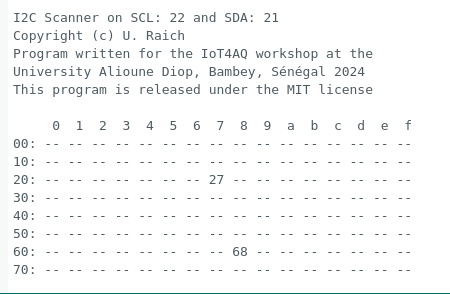 I2C Scanner on SCL: 22 and SDA: 21
Copyright (c) U. Raich
Program written for the IoT4AQ workshop at the
University Alioune Diop, Bambey, Sénégal 2024
This program is released under the MIT license

     0  1  2  3  4  5  6  7  8  9  a  b  c  d  e  f
00: -- -- -- -- -- -- -- -- -- -- -- -- -- -- -- --
10: -- -- -- -- -- -- -- -- -- -- -- -- -- -- -- --
20: -- -- -- -- -- -- -- 27 -- -- -- -- -- -- -- --
30: -- -- -- -- -- -- -- -- -- -- -- -- -- -- -- --
40: -- -- -- -- -- -- -- -- -- -- -- -- -- -- -- --
50: -- -- -- -- -- -- -- -- -- -- -- -- -- -- -- --
60: -- -- -- -- -- -- -- -- 68 -- -- -- -- -- -- --
70: -- -- -- -- -- -- -- -- -- -- -- -- -- -- -- --